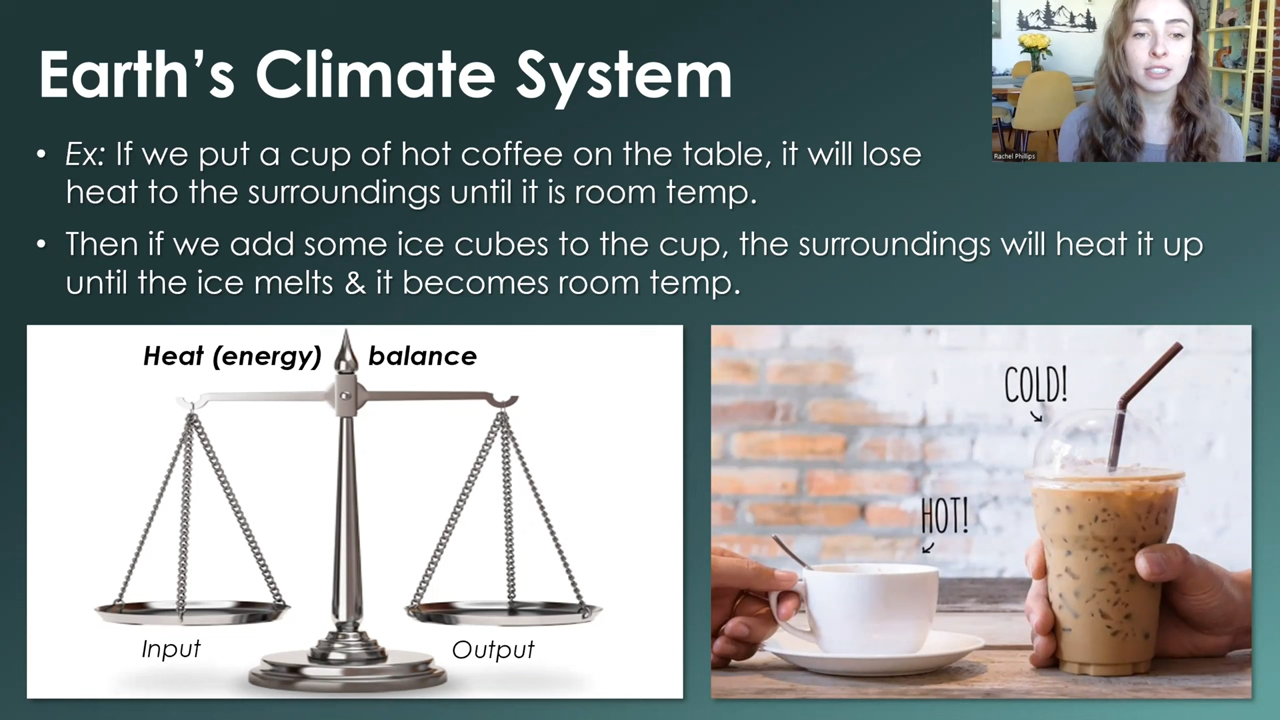 Earth's Climate System
• Ex: If we put a cup of hot coffee on the table, it will lose
heat to the surroundings until it is room temp.
• Then if we add some ice cubes to the cup, the surroundings will heat it up
until the ice melts & it becomes room temp.
Heat (energy) balance
Input
Output
COLD!
HOT!
Rachel Phillips